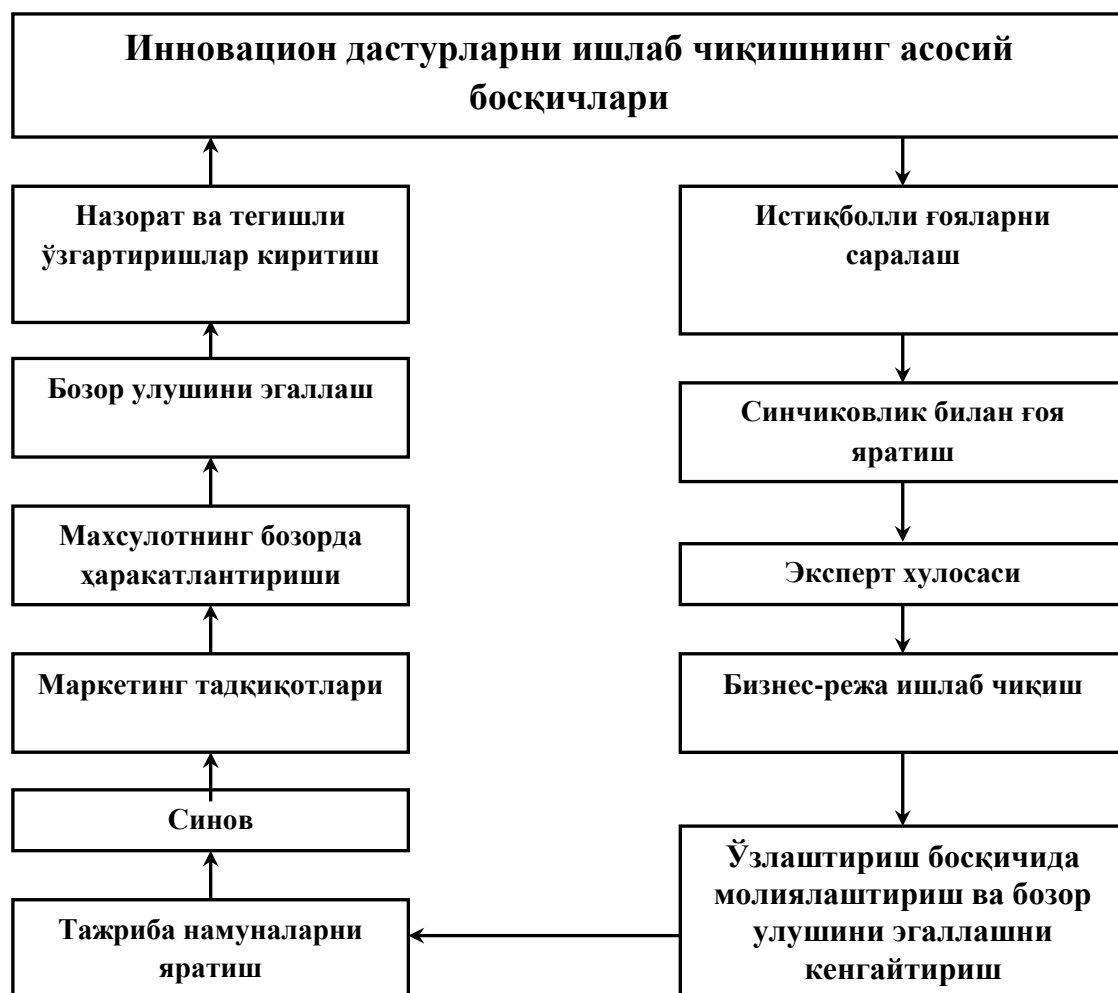 Инновацион дастурларни ишлаб чиқишнинг асосий
босқичлари
Истиқболли ғояларни
саралаш
Синчиковлик билан ғоя
яратиш
Эксперт хулосаси
Бизнес-режа ишлаб чиқиш
Ўзлаштириш босқичида
молиялаштириш ва бозор
улушини эгаллашни
кенгайтириш
Тажриба намуналарни
яратиш
Синов
Маркетинг тадқиқотлари
Махсулотнинг бозорда
ҳаракатлантириши
Бозор улушини эгаллаш
Назорат ва тегишли
ўзгартиришлар киритиш